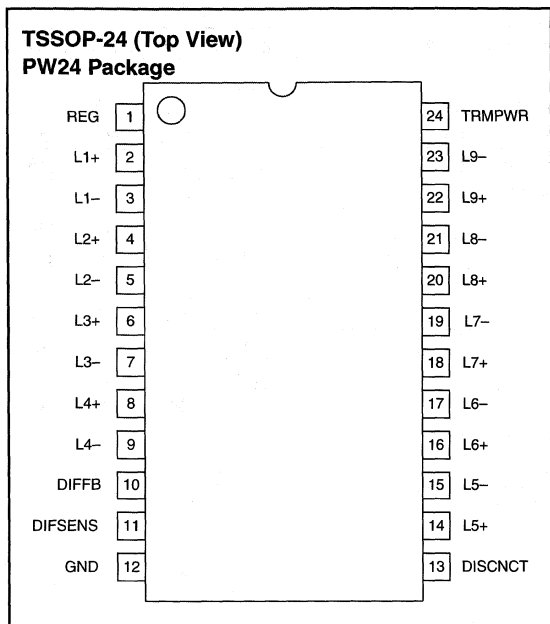 TSSOP-24 (Top View)
PW24 Package
REG 1 24 TRMPWR
L1+ 2 23 L9–
L1– 3 22 L9+
L2+ 4 21 L8–
L2– 5 20 L8+
L3+ 6 19 L7–
L3– 7 18 L7+
L4+ 8 17 L6–
L4– 9 16 L6+
DIFFB 10 15 L5–
DIFSENS 11 14 L5+
GND 12 13 DISCNCT